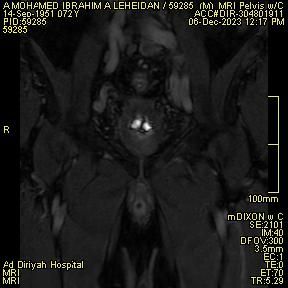 A MOHAMED IBRAHIM A LEHEIDAN / 59285 (M) MRI Pelvis w/C
14-Sep-1951 072Y ACC#DIR-304801911
PID:59285 06-Dec-2023 12:17 PM
59285
R
100mm
mDIXON w C
SE:2101
IM:40
DFOV:300
3.5mm
EC:1
TE:0
ET:70
TR:5.29
Ad Diriyah Hospital
MRI
MRI